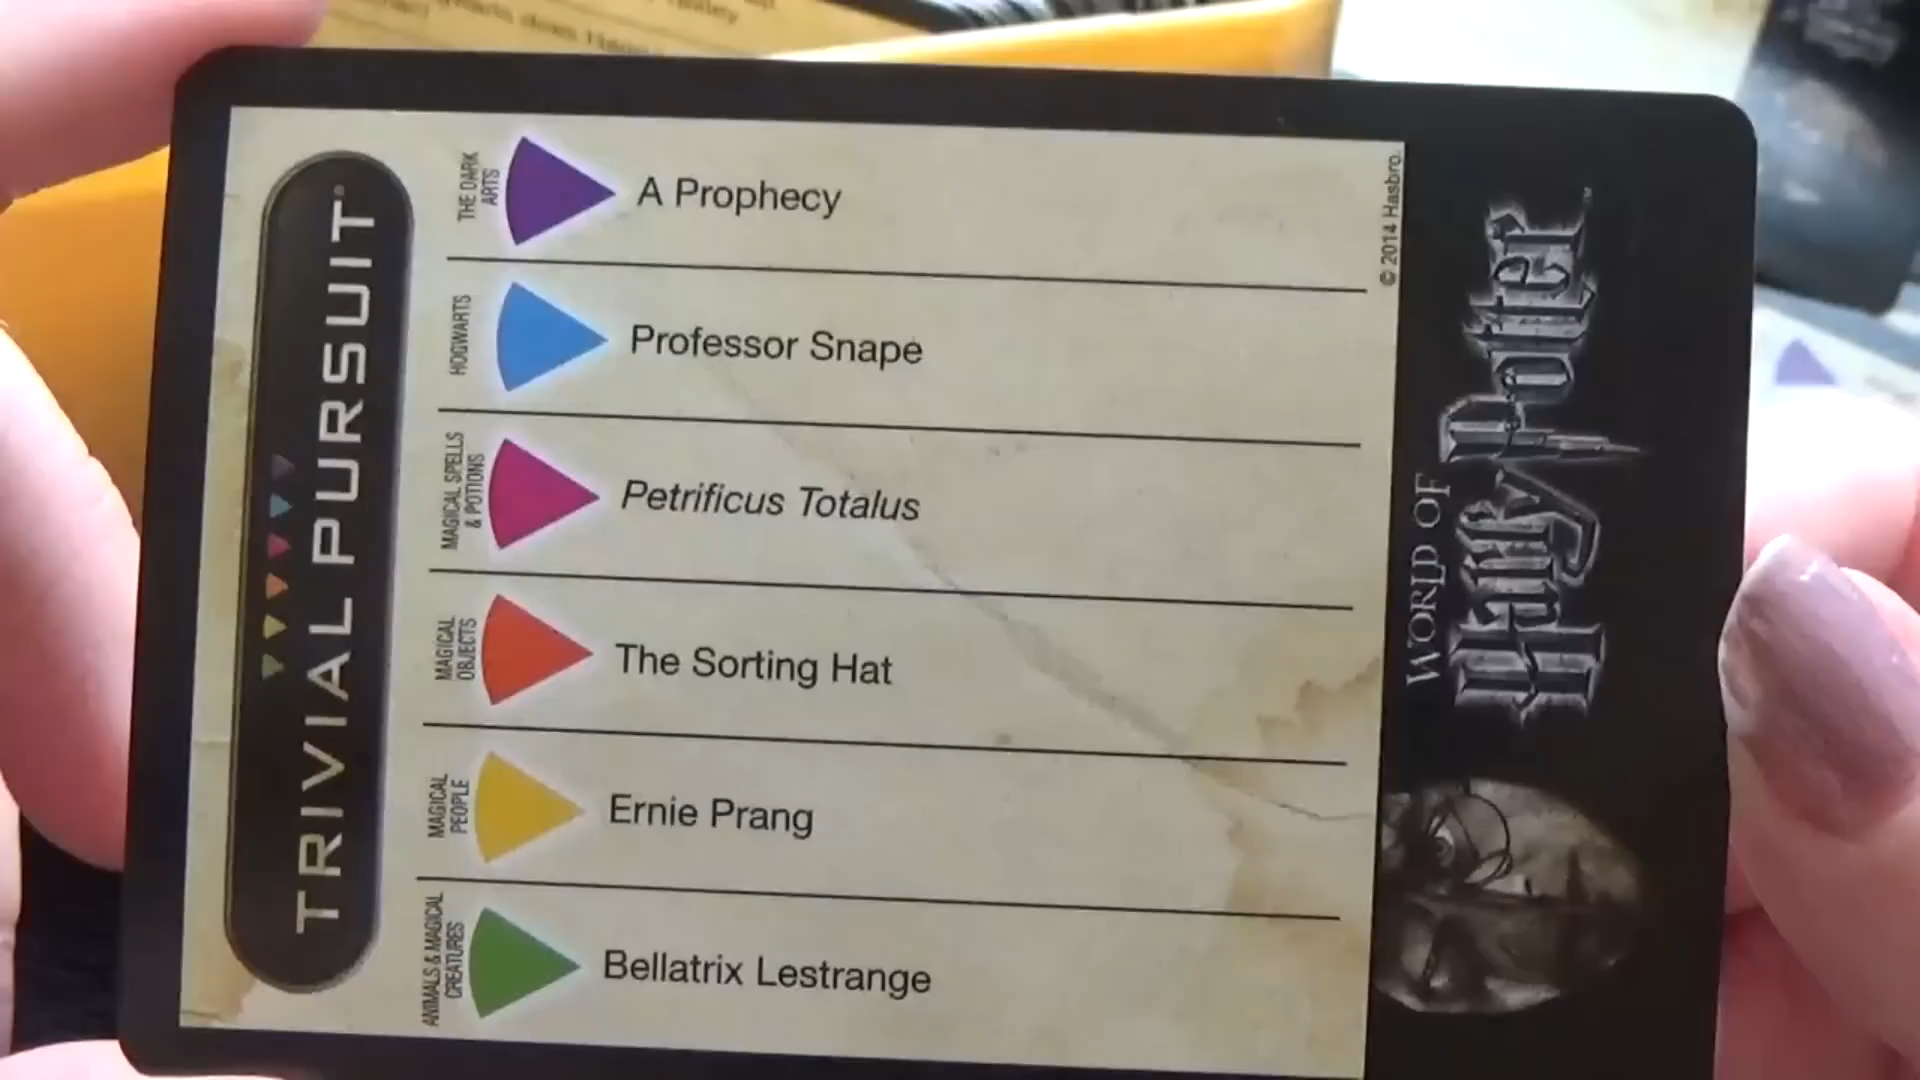 TRIVIAL PURSUIT
THE DARK
ARTS
A Prophecy
HOGWARTS
Professor Snape
MAGICAL SPELLS
& POTIONS
Petrificus Totalus
MAGICAL
OBJECTS
The Sorting Hat
MAGICAL
PEOPLE
Ernie Prang
ANIMALS & MAGICAL
CREATURES
Bellatrix Lestrange
© 2014 Hasbro.
WORLD OF
Harry Potter